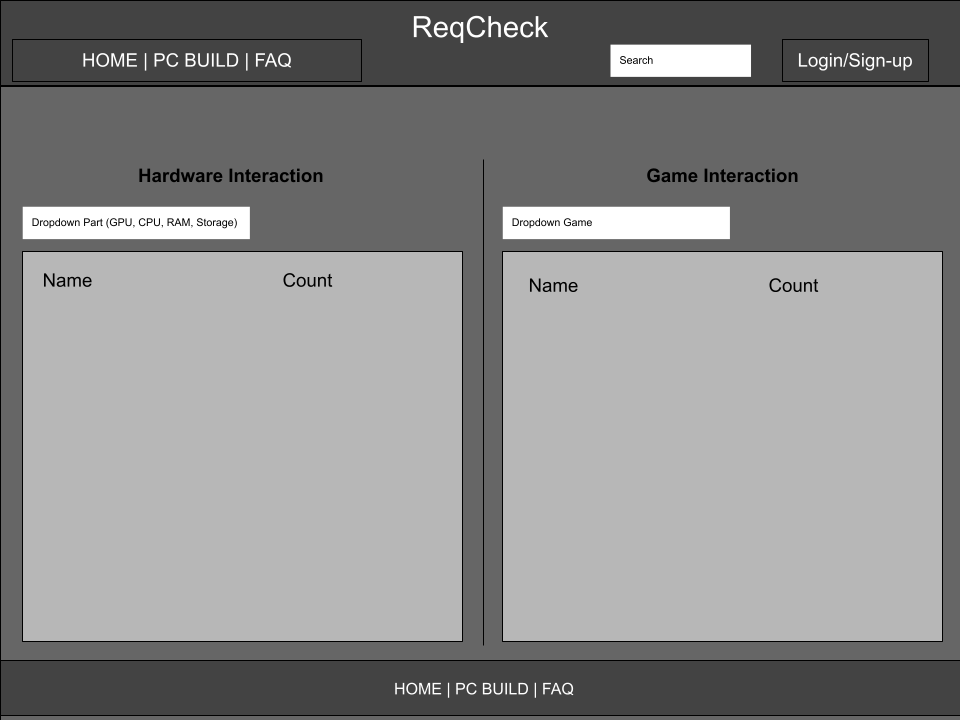 ReqCheck
HOME | PC BUILD | FAQ
Search
Login/Sign-up
Hardware Interaction
Dropdown Part (GPU, CPU, RAM, Storage)
Name
Count
Game Interaction
Dropdown Game
Name
Count
HOME | PC BUILD | FAQ